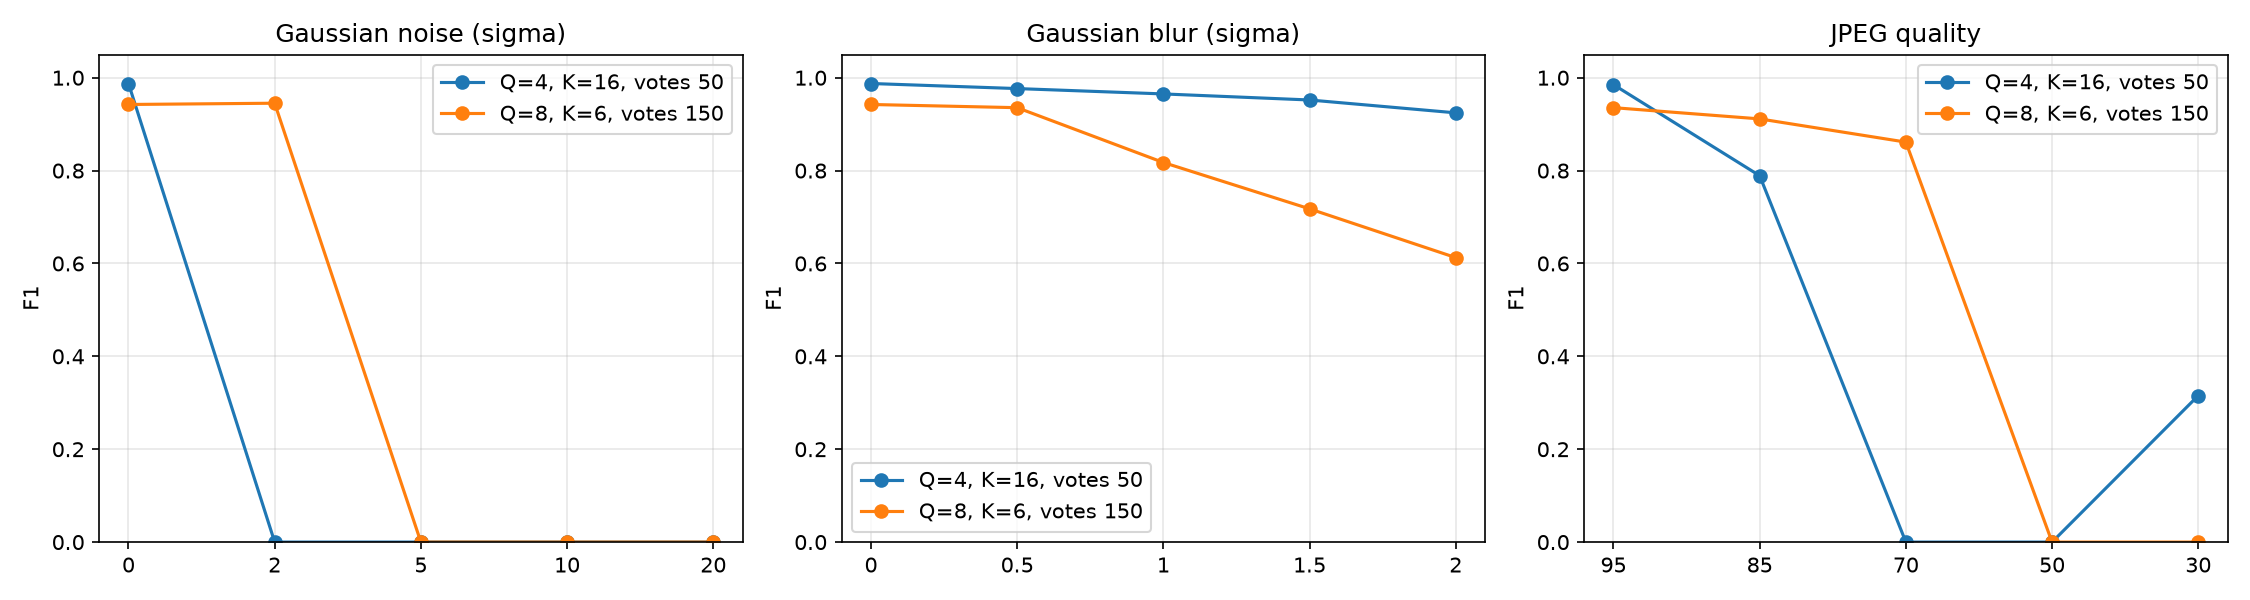 Gaussian noise (sigma)
F1
1.0
0.8
0.6
0.4
0.2
0.0
0 2 5 10 20
Q=4, K=16, votes 50
Q=8, K=6, votes 150
Gaussian blur (sigma)
F1
1.0
0.8
0.6
0.4
0.2
0.0
0 0.5 1 1.5 2
Q=4, K=16, votes 50
Q=8, K=6, votes 150
JPEG quality
F1
1.0
0.8
0.6
0.4
0.2
0.0
95 85 70 50 30
Q=4, K=16, votes 50
Q=8, K=6, votes 150